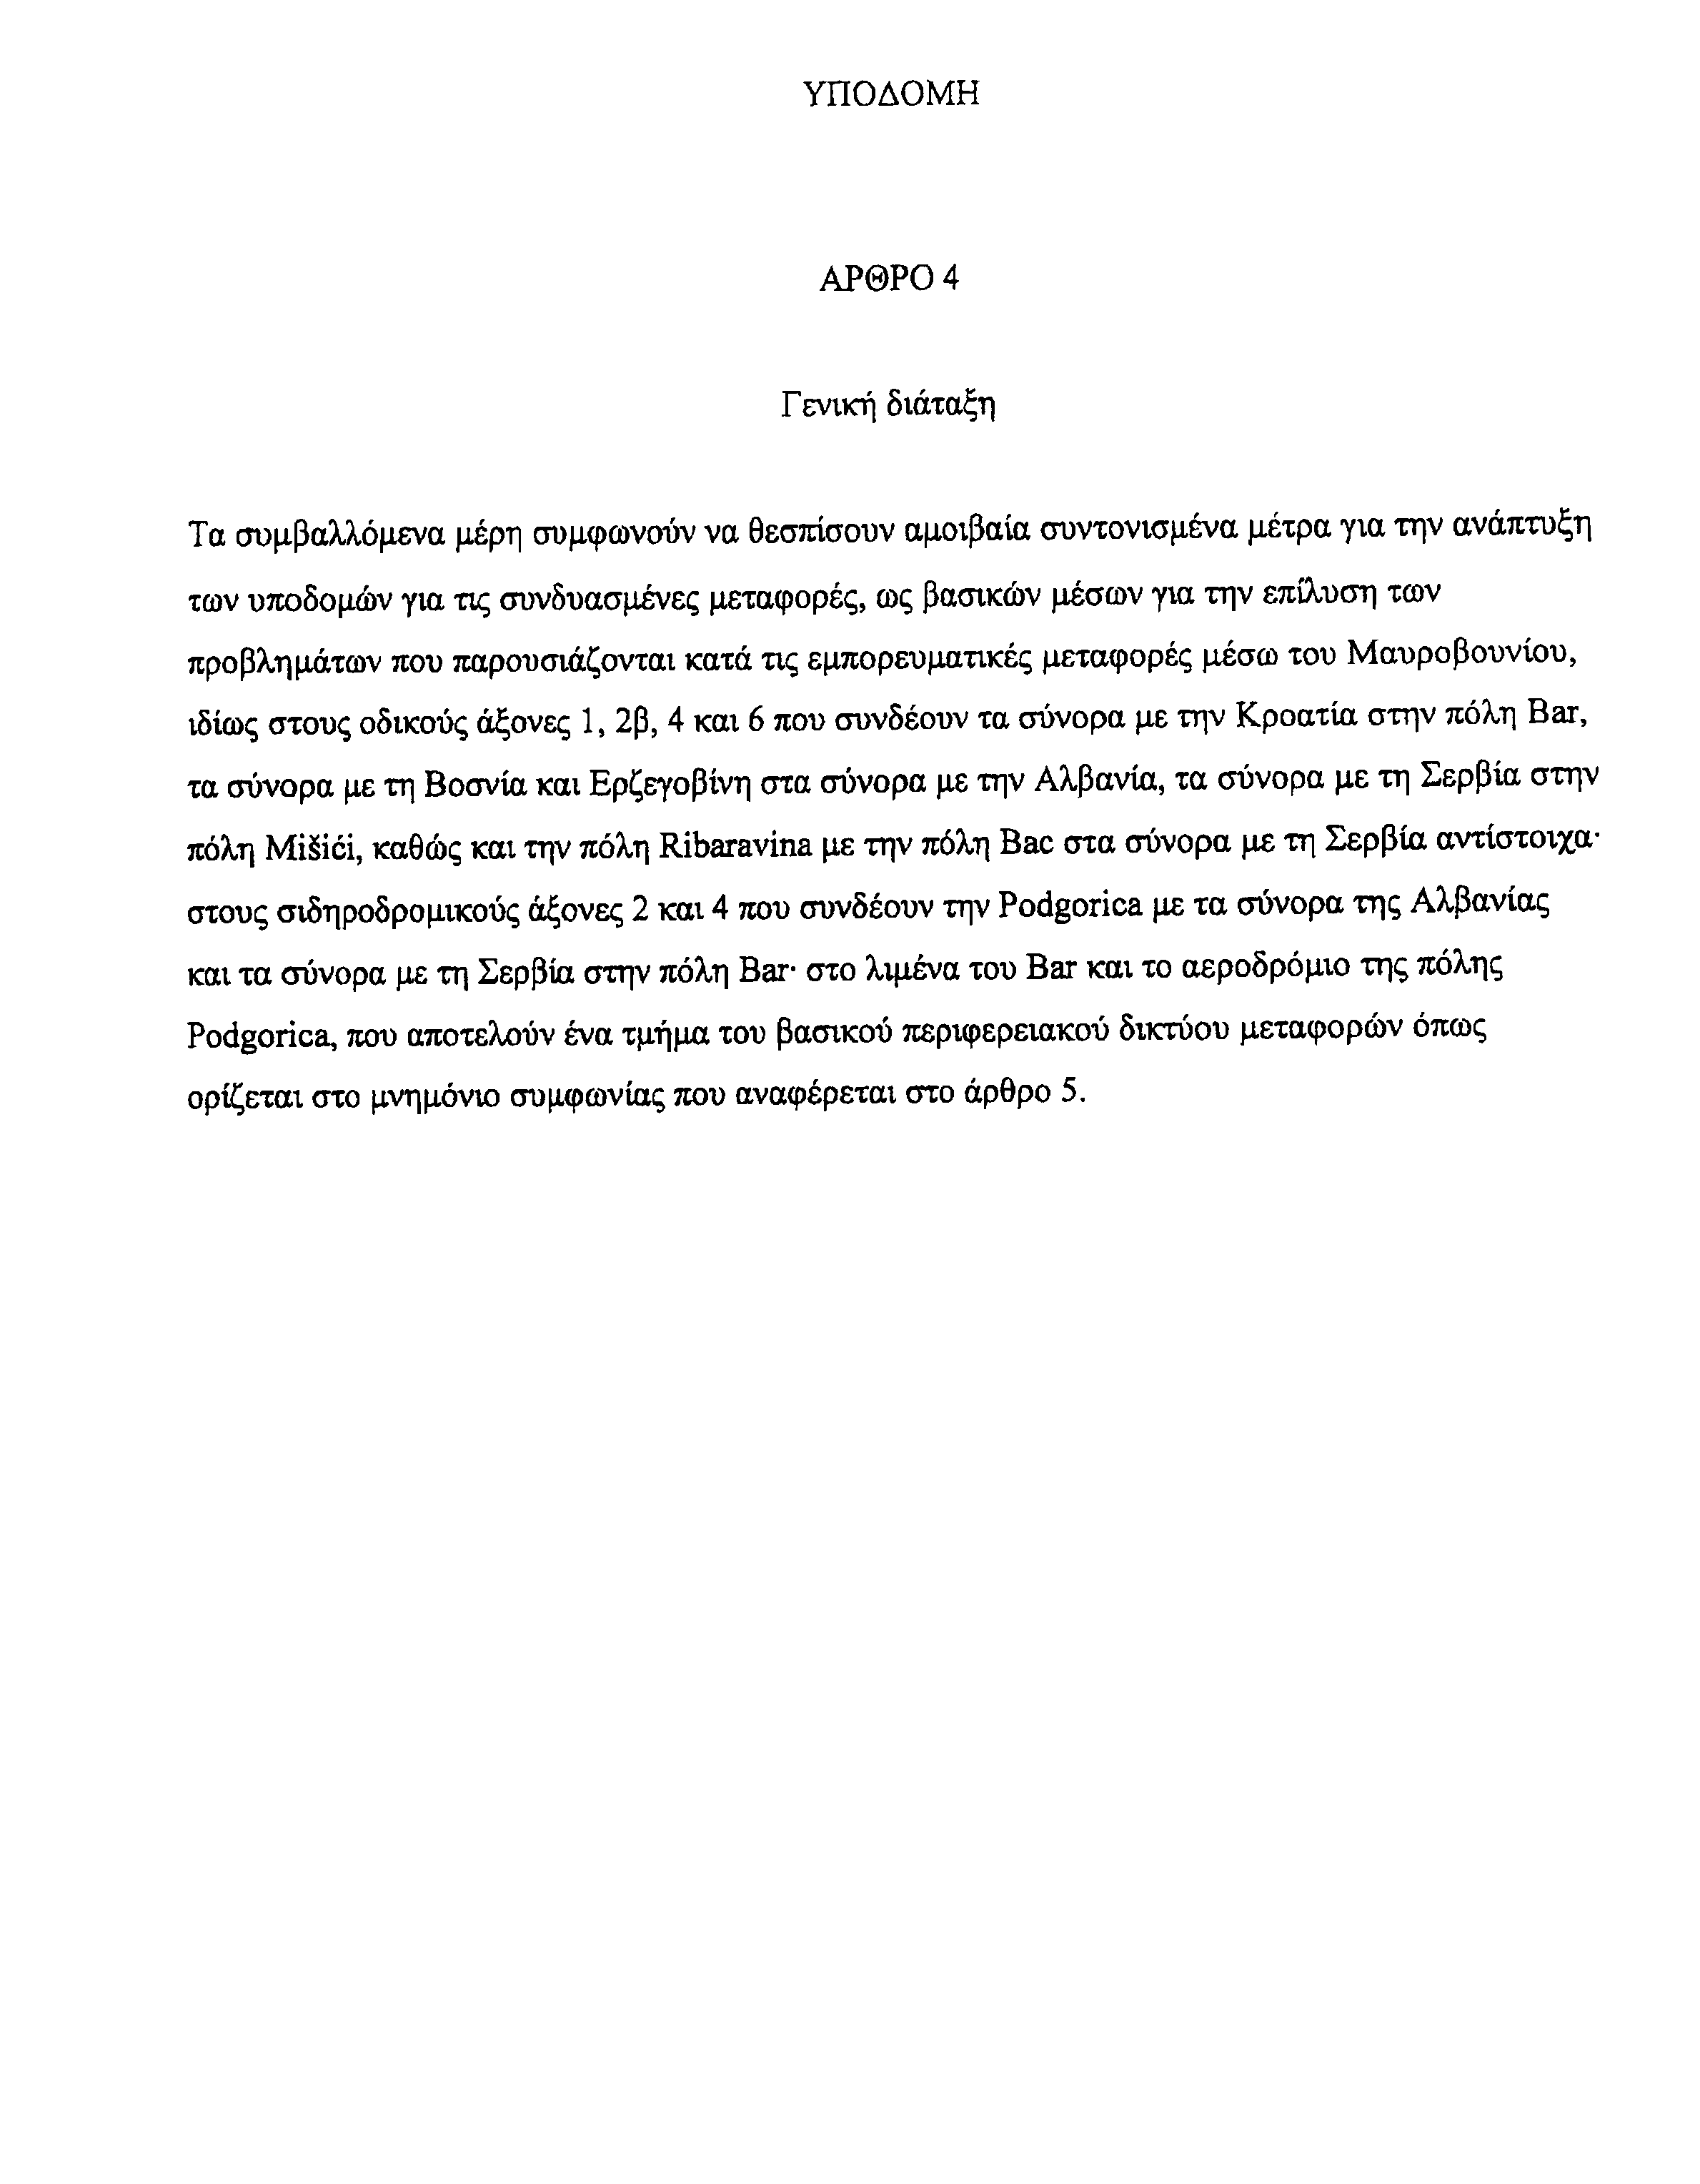 ΥΠΟΔΟΜΗ
ΑΡΘΡΟ 4
Γενική διάταξη
Τα συμβαλλόμενα μέρη συμφωνούν να θεσπίσουν αμοιβαία συντονισμένα μέτρα για την ανάπτυξη
των υποδομών για τις συνδυασμένες μεταφορές, ως βασικών μέσων για την επίλυση των
προβλημάτων που παρουσιάζονται κατά τις εμπορευματικές μεταφορές μέσω του Μαυροβουνίου,
ιδίως στους οδικούς άξονες 1, 2β, 4 και 6 που συνδέουν τα σύνορα με την Κροατία στην πόλη Bar,
τα σύνορα με τη Βοσνία και Ερζεγοβίνη στα σύνορα με την Αλβανία, τα σύνορα με τη Σερβία στην
πόλη Mišići, καθώς και την πόλη Ribaravina με την πόλη Bac στα σύνορα με τη Σερβία αντίστοιχα·
στους σιδηροδρομικούς άξονες 2 και 4 που συνδέουν την Podgorica με τα σύνορα της Αλβανίας
και τα σύνορα με τη Σερβία στην πόλη Bar· στο λιμένα του Bar και το αεροδρόμιο της πόλης
Podgorica, που αποτελούν ένα τμήμα του βασικού περιφερειακού δικτύου μεταφορών όπως
ορίζεται στο μνημόνιο συμφωνίας που αναφέρεται στο άρθρο 5.